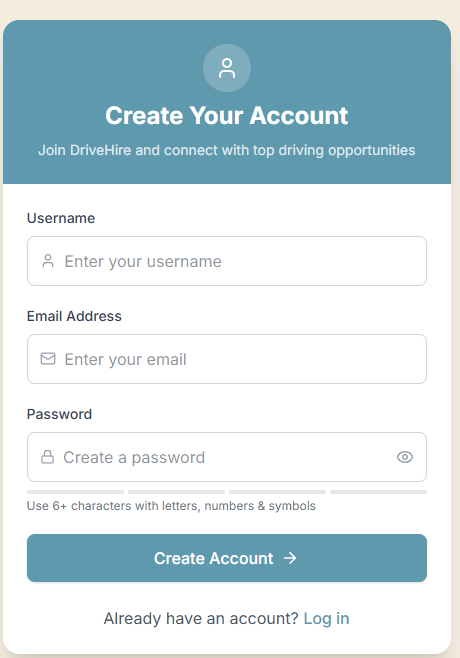 Create Your Account
Join DriveHire and connect with top driving opportunities
Username
Enter your username
Email Address
Enter your email
Password
Create a password
Use 6+ characters with letters, numbers & symbols
Create Account →
Already have an account? Log in